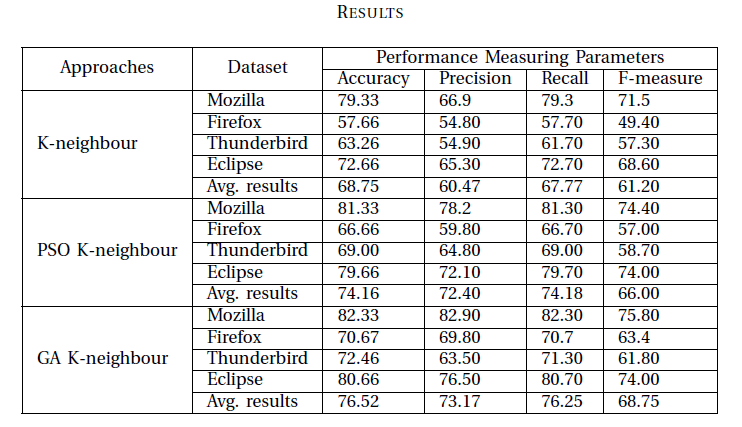 RESULTS
Approaches Dataset Performance Measuring Parameters
Accuracy Precision Recall F-measure
K-neighbour Mozilla 79.33 66.9 79.3 71.5
Firefox 57.66 54.80 57.70 49.40
Thunderbird 63.26 54.90 61.70 57.30
Eclipse 72.66 65.30 72.70 68.60
Avg. results 68.75 60.47 67.77 61.20
PSO K-neighbour Mozilla 81.33 78.2 81.30 74.40
Firefox 66.66 59.80 66.70 57.00
Thunderbird 69.00 64.80 69.00 58.70
Eclipse 79.66 72.10 79.70 74.00
Avg. results 74.16 72.40 74.18 66.00
GA K-neighbour Mozilla 82.33 82.90 82.30 75.80
Firefox 70.67 69.80 70.7 63.4
Thunderbird 72.46 63.50 71.30 61.80
Eclipse 80.66 76.50 80.70 74.00
Avg. results 76.52 73.17 76.25 68.75